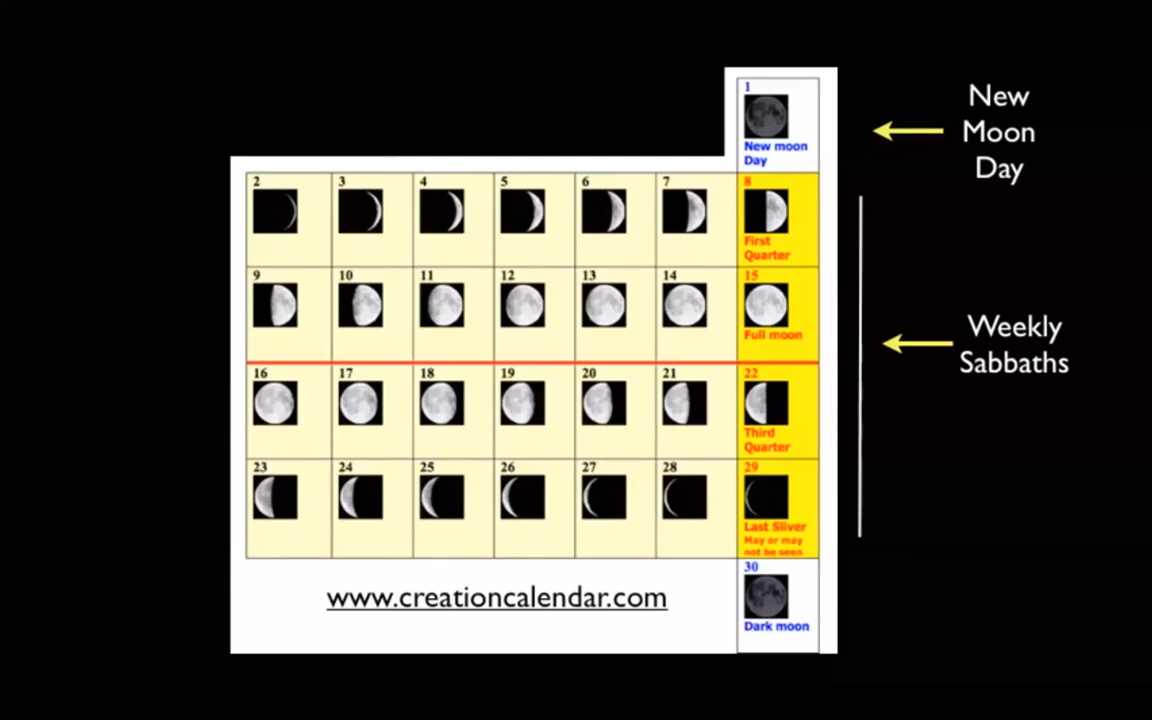 1
New moon
Day
New
Moon
Day
2 3 4 5 6 7 8
First
Quarter
9 10 11 12 13 14 15
Full moon
Weekly
Sabbaths
16 17 18 19 20 21 22
Third
Quarter
23 24 25 26 27 28 29
Last Sliver
May or may
not be seen
30
Dark moon
www.creationcalendar.com